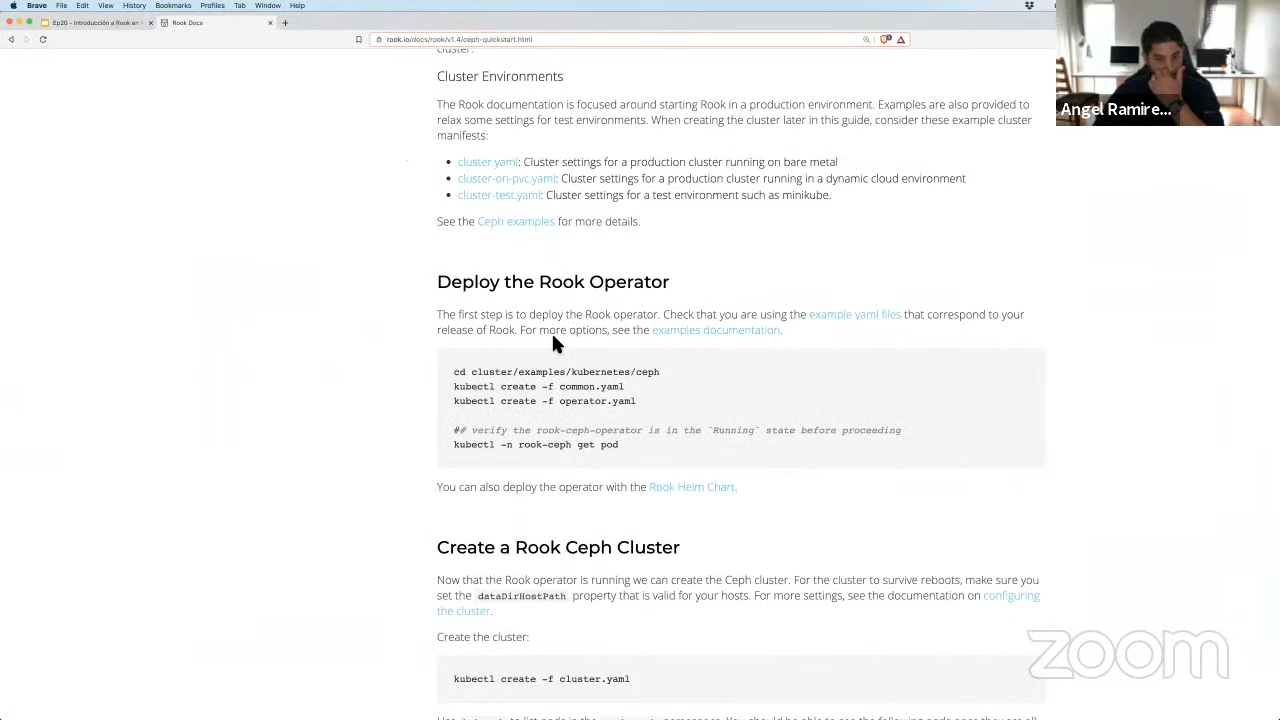 Brave File Edit View History Bookmarks Profiles Tab Window Help
Ep20 - Introducción a Rook en
Rook Docs
rook.io/docs/rook/v1.4/ceph-quickstart.html
Cluster:
Cluster Environments
The Rook documentation is focused around starting Rook in a production environment. Examples are also provided to
relax some settings for test environments. When creating the cluster later in this guide, consider these example cluster
manifests:
cluster.yaml: Cluster settings for a production cluster running on bare metal
cluster-on-pvc.yaml: Cluster settings for a production cluster running in a dynamic cloud environment
cluster-test.yaml: Cluster settings for a test environment such as minikube.
See the Ceph examples for more details.
Deploy the Rook Operator
The first step is to deploy the Rook operator. Check that you are using the example yaml files that correspond to your
release of Rook. For more options, see the examples documentation.
cd cluster/examples/kubernetes/ceph
kubectl create -f common.yaml
kubectl create -f operator.yaml
## verify the rook-ceph-operator is in the `Running` state before proceeding
kubectl -n rook-ceph get pod
You can also deploy the operator with the Rook Helm Chart.
Create a Rook Ceph Cluster
Now that the Rook operator is running we can create the Ceph cluster. For the cluster to survive reboots, make sure you
set the dataDirHostPath property that is valid for your hosts. For more settings, see the documentation on configuring
the cluster.
Create the cluster:
kubectl create -f cluster.yaml
Angel Ramire...
zoom